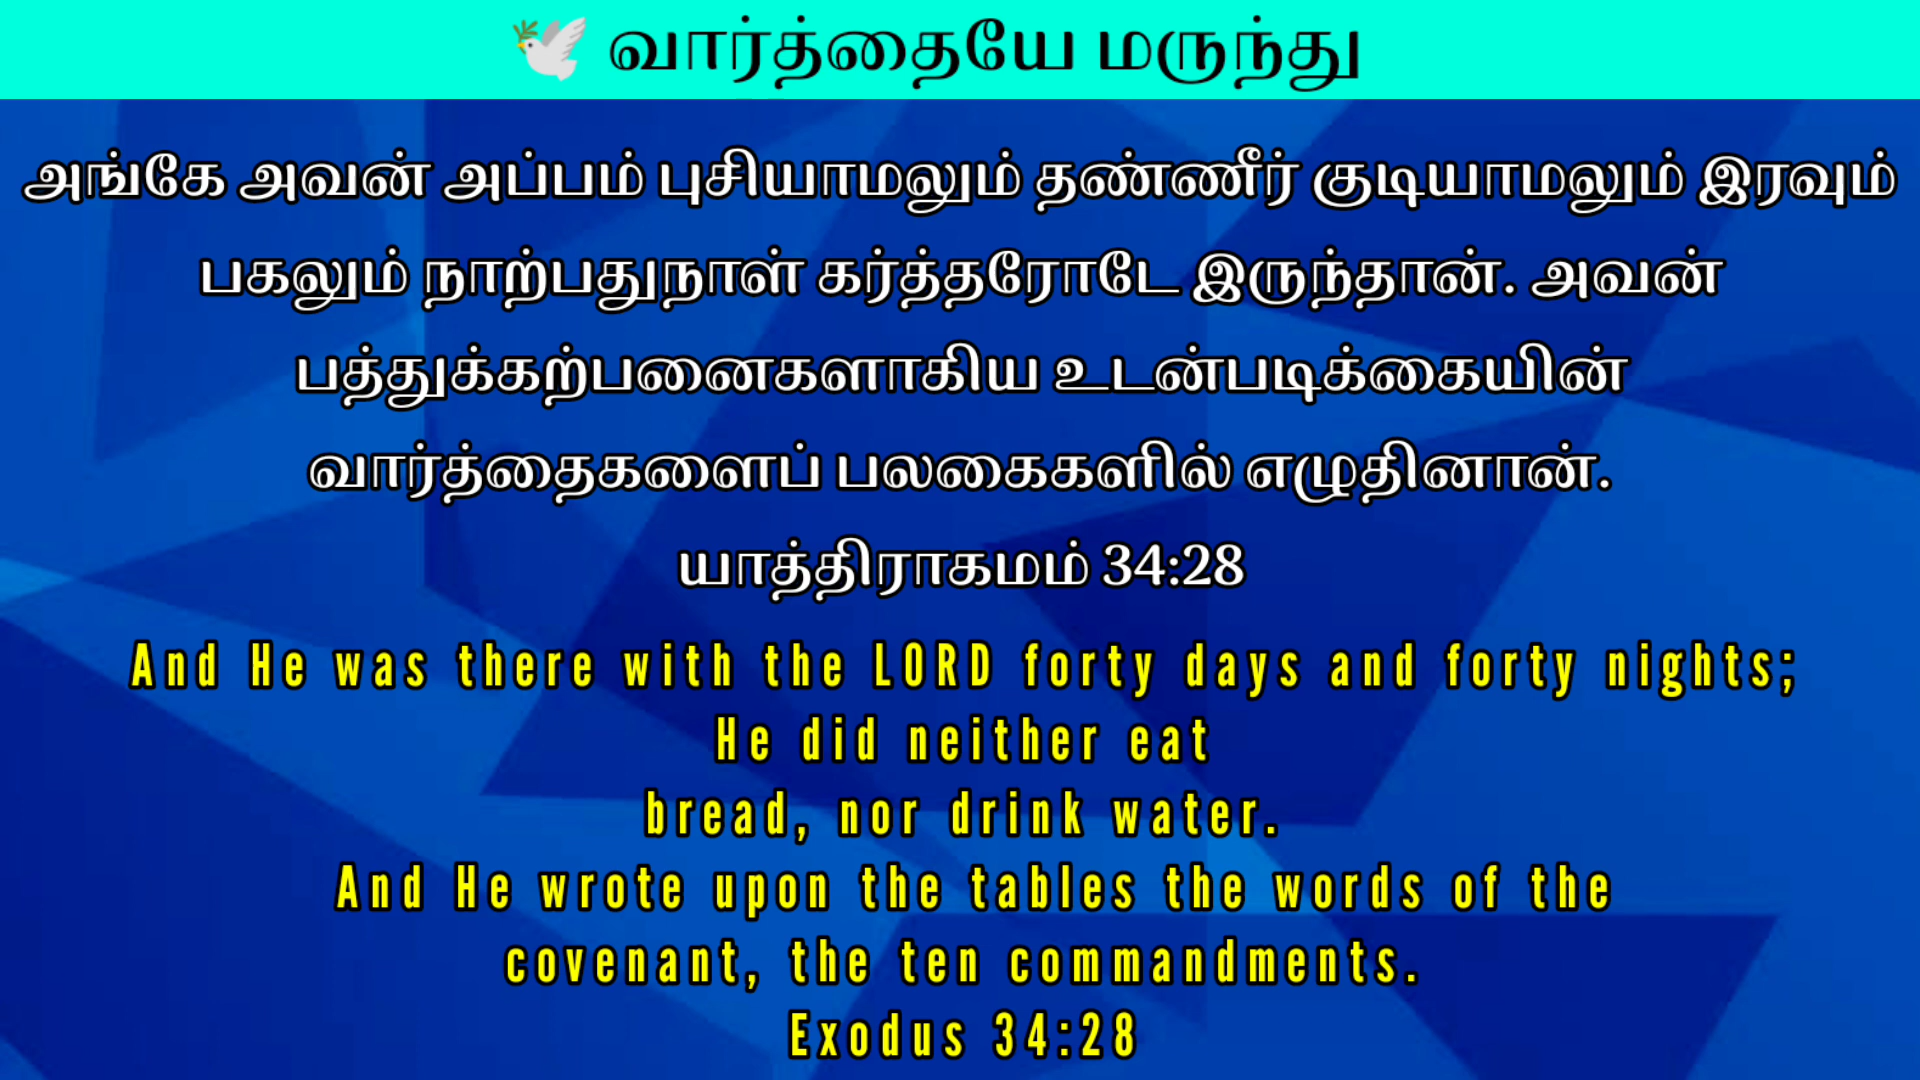 🕊️ வார்த்தையே மருந்து
அங்கே அவன் அப்பம் புசியாமலும் தண்ணீர் குடியாமலும் இரவும்
பகலும் நாற்பதுநாள் கர்த்தரோடே இருந்தான். அவன்
பத்துக்கற்பனைகளாகிய உடன்படிக்கையின்
வார்த்தைகளைப் பலகைகளில் எழுதினான்.
யாத்திராகமம் 34:28
And He was there with the LORD forty days and forty nights;
He did neither eat
bread, nor drink water.
And He wrote upon the tables the words of the
covenant, the ten commandments.
Exodus 34:28